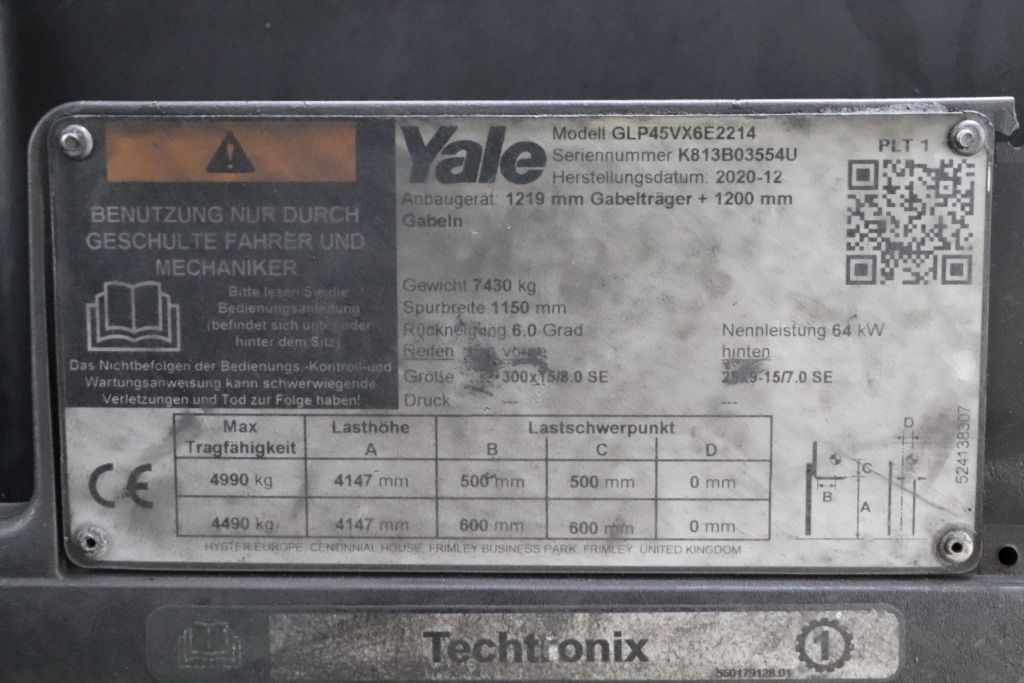 BENUTZUNG NUR DURCH
GESCHULTE FAHRER UND
MECHANIKER
Bitte lesen Sie die
Bedienungsanleitung
(befindet sich unter oder
hinter dem Sitz)
Das Nichtbefolgen der Bedienungs,-Kontroll-und
Wartungsanweisung kann schwerwiegende
Verletzungen und Tod zur Folge haben!
Yale
Modell GLP45VX6E2214
Seriennummer K813B03554U
Herstellungsdatum: 2020-12
PLT 1
Anbaugerät: 1219 mm Gabelträger + 1200 mm
Gabeln
Gewicht 7430 kg
Spurbreite 1150 mm
Rückneigung 6.0 Grad Nennleistung 64 kW
Reifen vorn hinten
Größe 300x15/8.0 SE 28x9-15/7.0 SE
Druck --- ---
Max Tragfähigkeit Lasthöhe A Lastschwerpunkt B C D
4990 kg 4147 mm 500 mm 500 mm 0 mm
4490 kg 4147 mm 600 mm 600 mm 0 mm
CE
D
C
B
A
524138307
HYSTER EUROPE, CENTINNIAL HOUSE, FRIMLEY BUSINESS PARK, FRIMLEY, UNITED KINGDOM
Techtronix
1
550179128.01